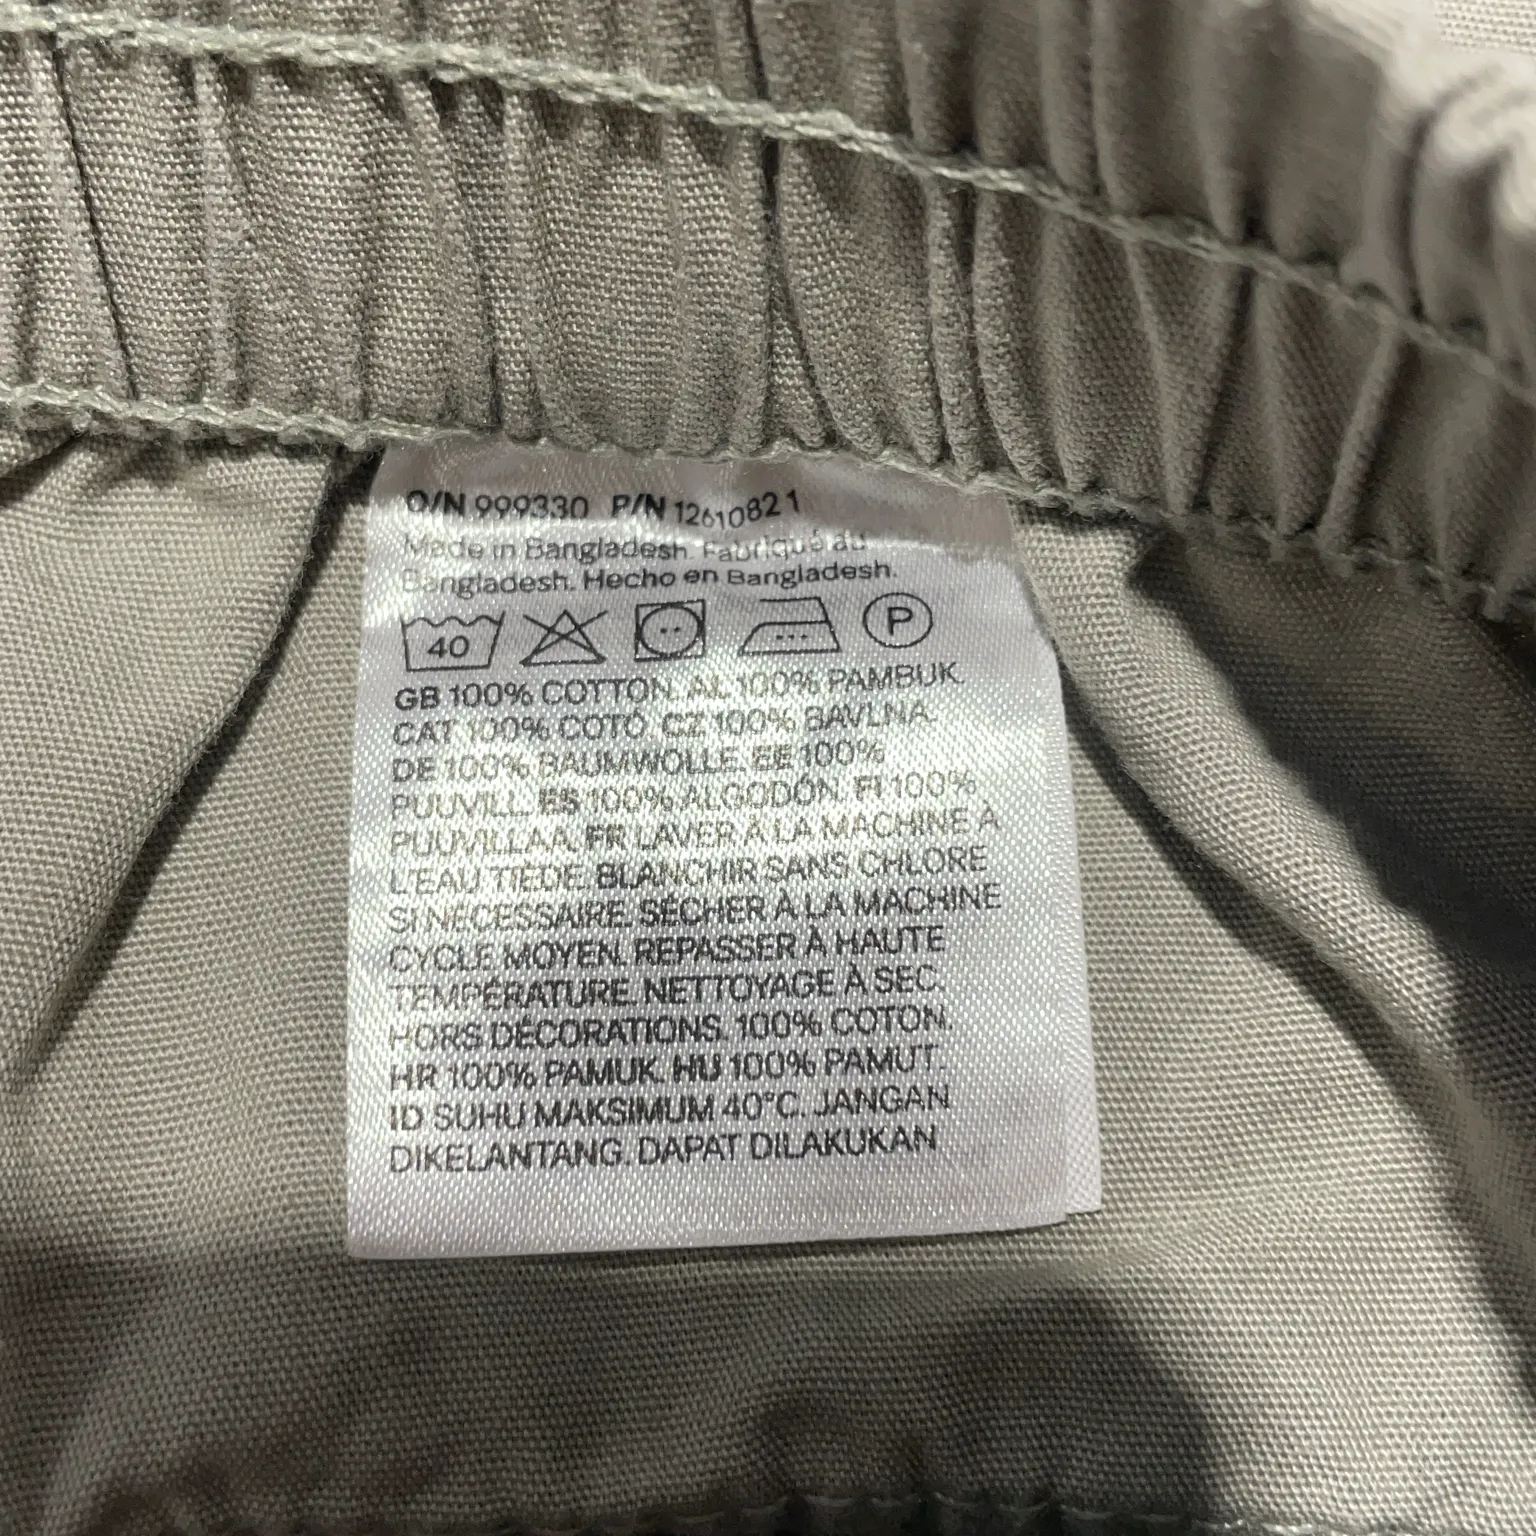 O/N 999330 P/N 12610821
Made in Bangladesh. Fabriqué au
Bangladesh. Hecho en Bangladesh.
40 P
GB 100% COTTON. AL 100% PAMBUK.
CAT 100% COTÓ. CZ 100% BAVLNA.
DE 100% BAUMWOLLE. EE 100%
PUUVILL. ES 100% ALGODÓN. FI 100%
PUUVILLAA. FR LAVER À LA MACHINE À
L'EAU TIÈDE. BLANCHIR SANS CHLORE
SI NÉCESSAIRE. SÉCHER À LA MACHINE
CYCLE MOYEN. REPASSER À HAUTE
TEMPÉRATURE. NETTOYAGE À SEC.
HORS DÉCORATIONS. 100% COTON.
HR 100% PAMUK. HU 100% PAMUT.
ID SUHU MAKSIMUM 40°C. JANGAN
DIKELANTANG. DAPAT DILAKUKAN